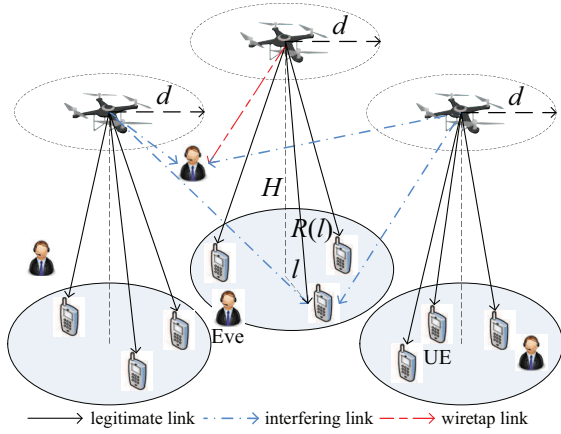 d
d
d
H
R(l)
l
Eve
UE
legitimate link
interfering link
wiretap link